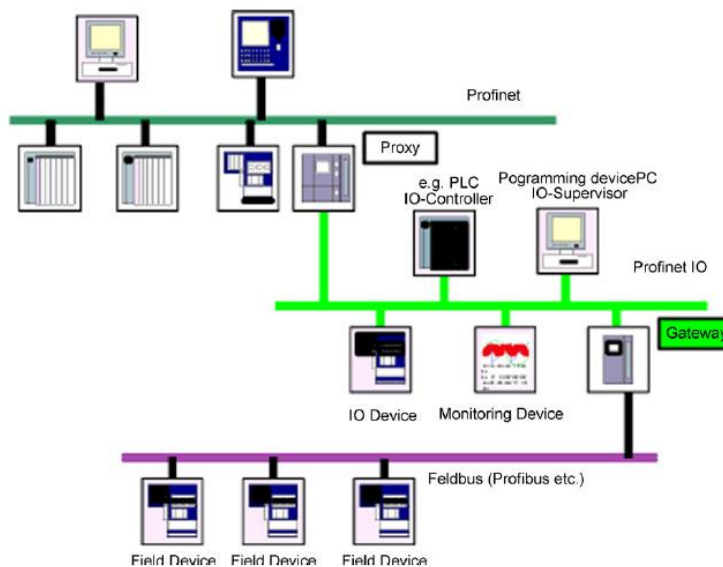 Profinet
Proxy
e.g. PLC
IO-Controller
Pogramming devicePC
IO-Supervisor
Profinet IO
Gateway
IO Device
Monitoring Device
Feldbus (Profibus etc.)
Field Device
Field Device
Field Device